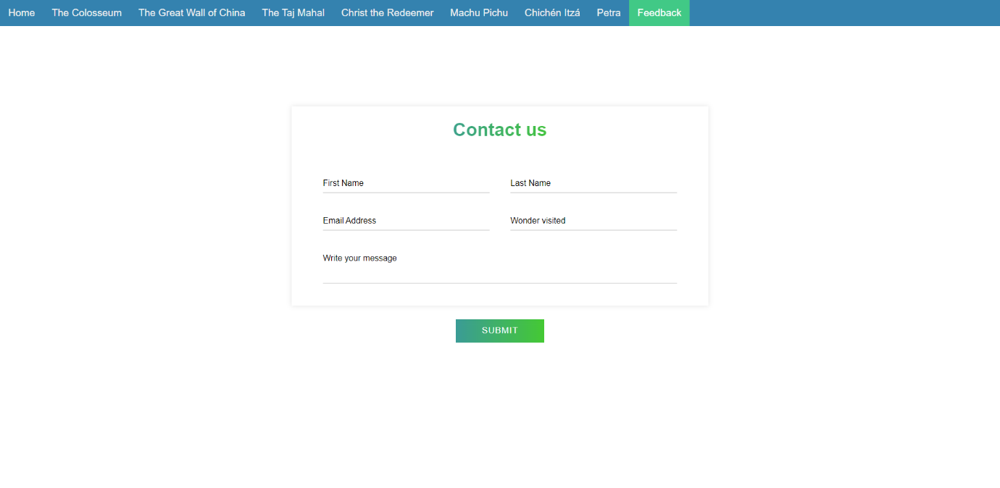 Home The Colosseum The Great Wall of China The Taj Mahal Christ the Redeemer Machu Pichu Chichén Itzá Petra Feedback
Contact us
First Name Last Name
Email Address Wonder visited
Write your message
SUBMIT